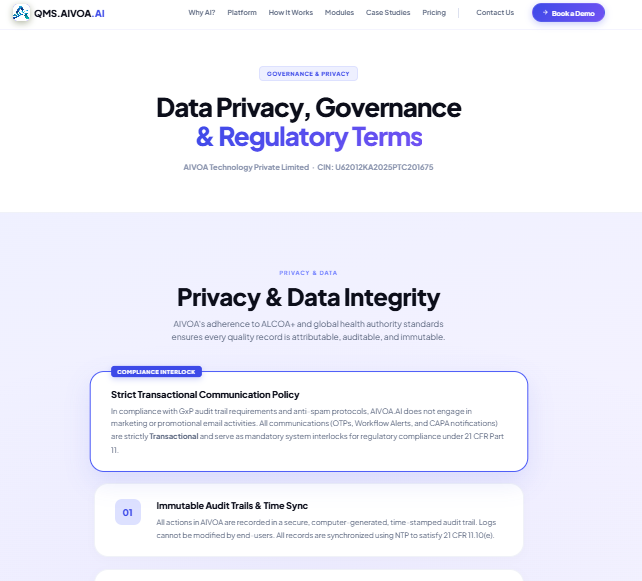 QMS.AIVOA.AI
Why AI?
Platform
How It Works
Modules
Case Studies
Pricing
Contact Us
→ Book a Demo
GOVERNANCE & PRIVACY
Data Privacy, Governance
& Regulatory Terms
AIVOA Technology Private Limited · CIN: U62012KA2025PTC201675
PRIVACY & DATA
Privacy & Data Integrity
AIVOA's adherence to ALCOA+ and global health authority standards
ensures every quality record is attributable, auditable, and immutable.
COMPLIANCE INTERLOCK
Strict Transactional Communication Policy
In compliance with GxP audit trail requirements and anti-spam protocols, AIVOA.AI does not engage in
marketing or promotional email activities. All communications (OTPs, Workflow Alerts, and CAPA notifications)
are strictly Transactional and serve as mandatory system interlocks for regulatory compliance under 21 CFR Part
11.
01
Immutable Audit Trails & Time Sync
All actions in AIVOA are recorded in a secure, computer-generated, time-stamped audit trail. Logs
cannot be modified by end-users. All records are synchronized using NTP to satisfy 21 CFR 11.10(e).